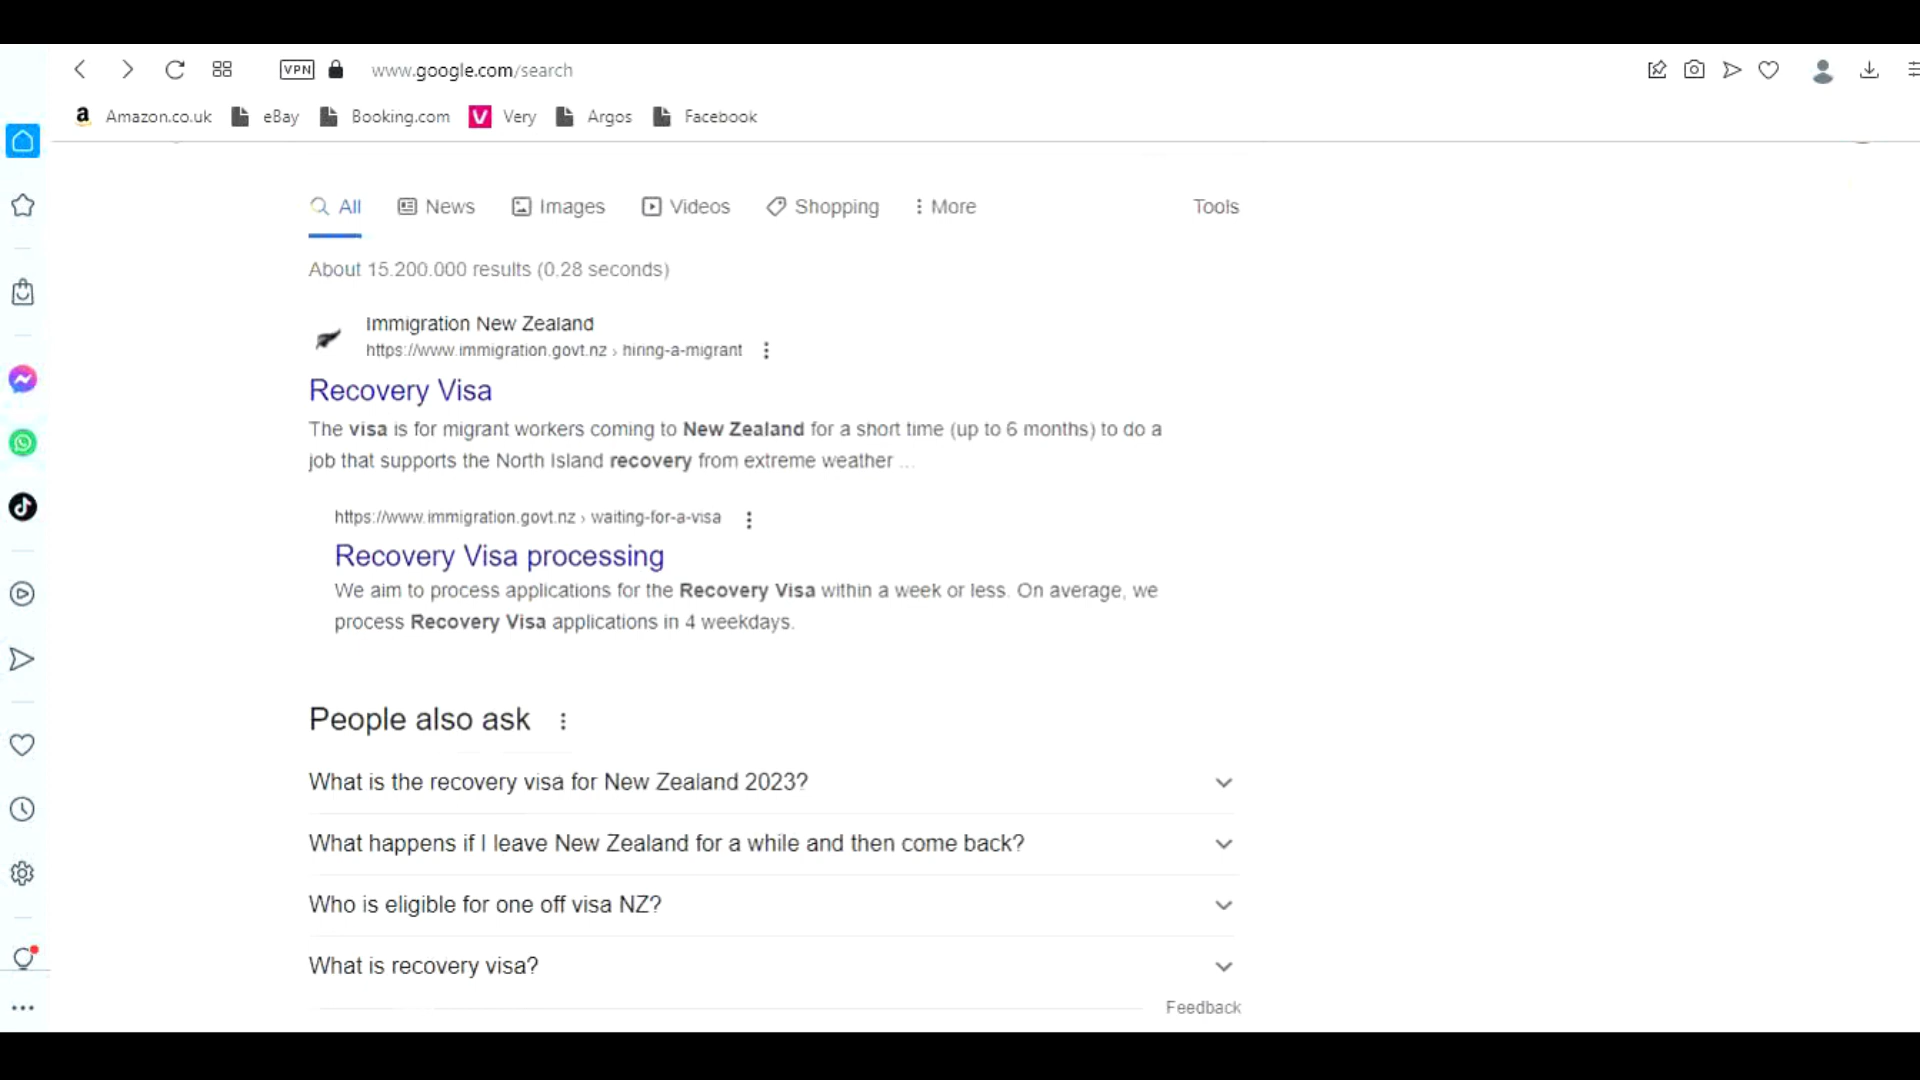 VPN www.google.com/search
Amazon.co.uk eBay Booking.com V Very Argos Facebook
All News Images Videos Shopping More Tools
About 15.200.000 results (0.28 seconds)
Immigration New Zealand
https://www.immigration.govt.nz › hiring-a-migrant
Recovery Visa
The visa is for migrant workers coming to New Zealand for a short time (up to 6 months) to do a
job that supports the North Island recovery from extreme weather ...
https://www.immigration.govt.nz › waiting-for-a-visa
Recovery Visa processing
We aim to process applications for the Recovery Visa within a week or less. On average, we
process Recovery Visa applications in 4 weekdays.
People also ask
What is the recovery visa for New Zealand 2023?
What happens if I leave New Zealand for a while and then come back?
Who is eligible for one off visa NZ?
What is recovery visa?
Feedback